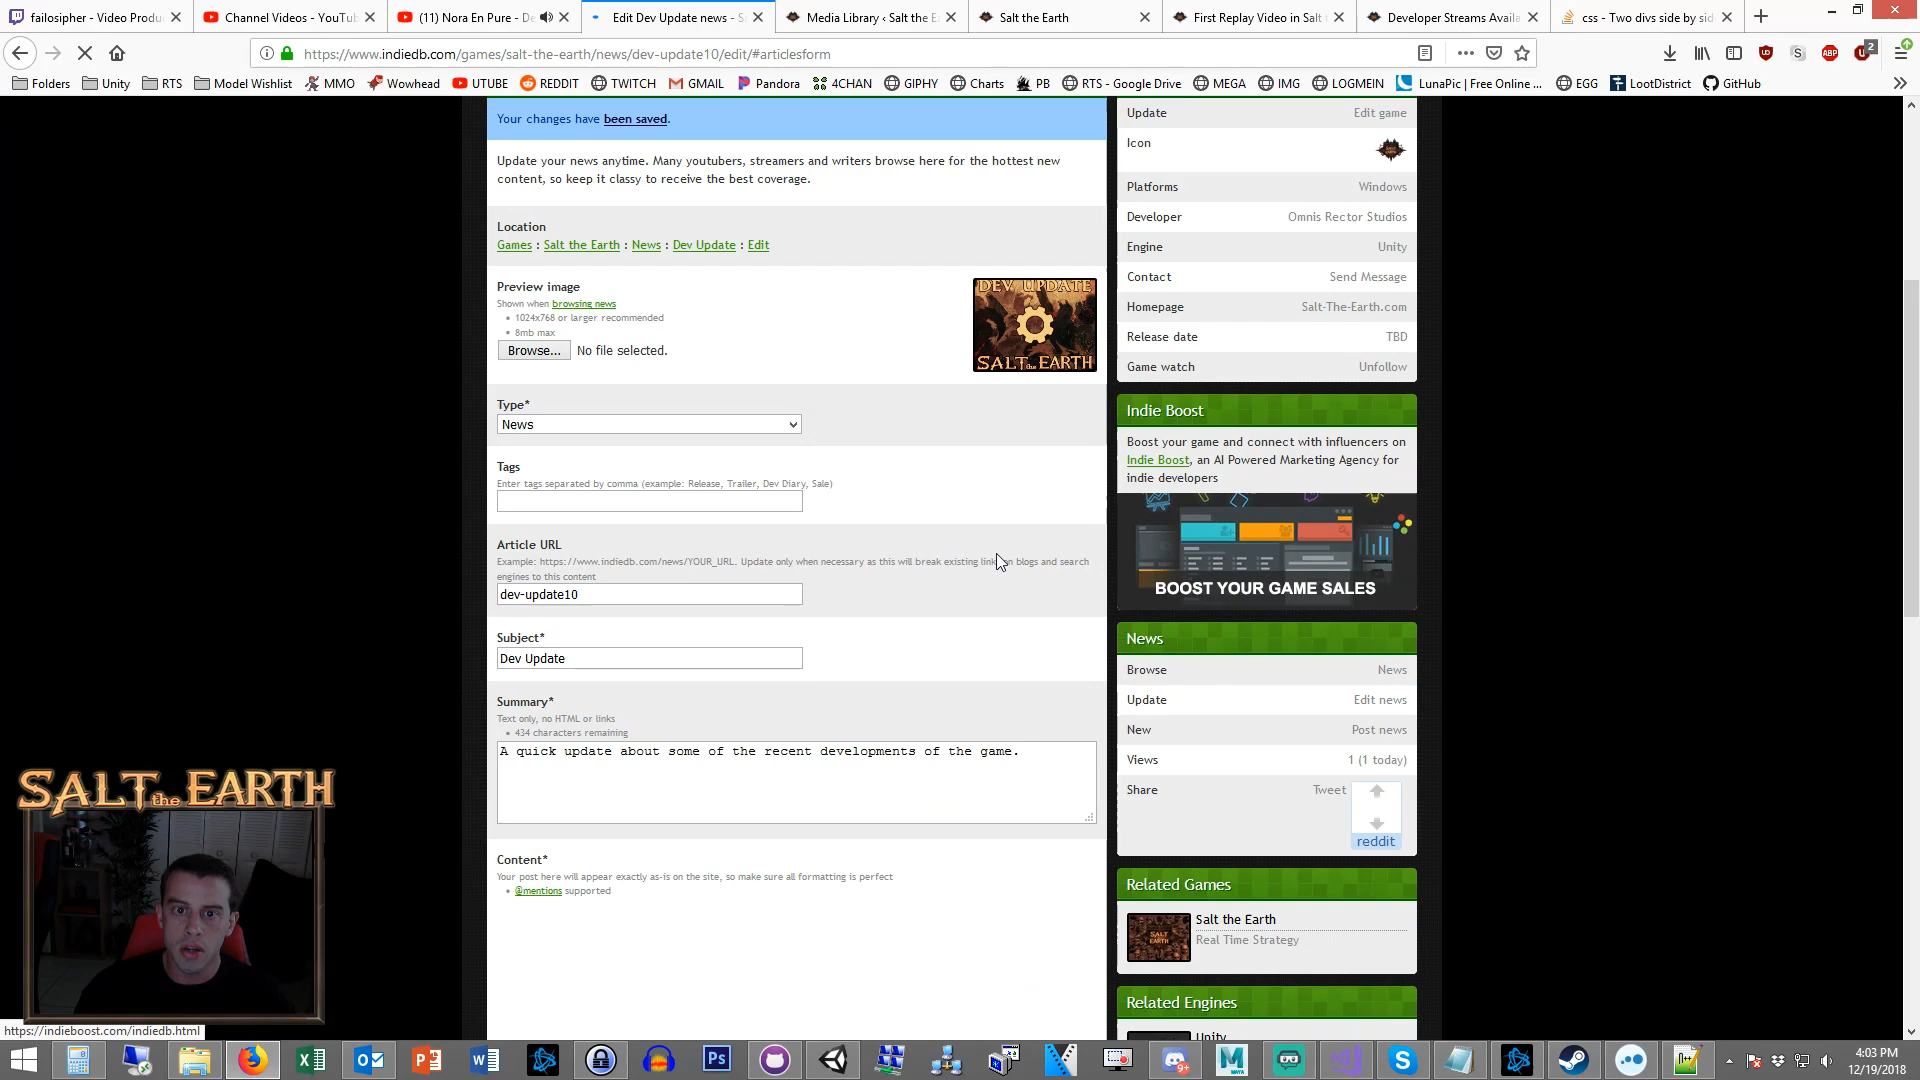 failosipher - Video Produ
Channel Videos - YouTub
(11) Nora En Pure - De
Edit Dev Update news - S
Media Library ‹ Salt the E
Salt the Earth
First Replay Video in Salt
Developer Streams Availa
css - Two divs side by sid
https://www.indiedb.com/games/salt-the-earth/news/dev-update10/edit/#articlesform
2
Folders Unity RTS Model Wishlist MMO Wowhead UTUBE REDDIT TWITCH GMAIL Pandora 4CHAN GIPHY Charts PB RTS - Google Drive MEGA IMG LOGMEIN LunaPic | Free Online ... EGG LootDistrict GitHub
Your changes have been saved.
Update your news anytime. Many youtubers, streamers and writers browse here for the hottest new
content, so keep it classy to receive the best coverage.
Location
Games : Salt the Earth : News : Dev Update : Edit
Preview image
Shown when browsing news
• 1024x768 or larger recommended
• 8mb max
Browse... No file selected.
DEV UPDATE
SALT the EARTH
Type*
News
Tags
Enter tags separated by comma (example: Release, Trailer, Dev Diary, Sale)
Article URL
Example: https://www.indiedb.com/news/YOUR_URL. Update only when necessary as this will break existing link n blogs and search
engines to this content
dev-update10
Subject*
Dev Update
Summary*
Text only, no HTML or links
• 434 characters remaining
A quick update about some of the recent developments of the game.
Content*
Your post here will appear exactly as-is on the site, so make sure all formatting is perfect
• @mentions supported
Update Edit game
Icon
Platforms Windows
Developer Omnis Rector Studios
Engine Unity
Contact Send Message
Homepage Salt-The-Earth.com
Release date TBD
Game watch Unfollow
Indie Boost
Boost your game and connect with influencers on
Indie Boost, an AI Powered Marketing Agency for
indie developers
BOOST YOUR GAME SALES
News
Browse News
Update Edit news
New Post news
Views 1 (1 today)
Share Tweet
reddit
Related Games
SALT
EARTH
Salt the Earth
Real Time Strategy
Related Engines
Unity
SALT the EARTH
https://indieboost.com/indiedb.html
9+
4:03 PM
12/19/2018